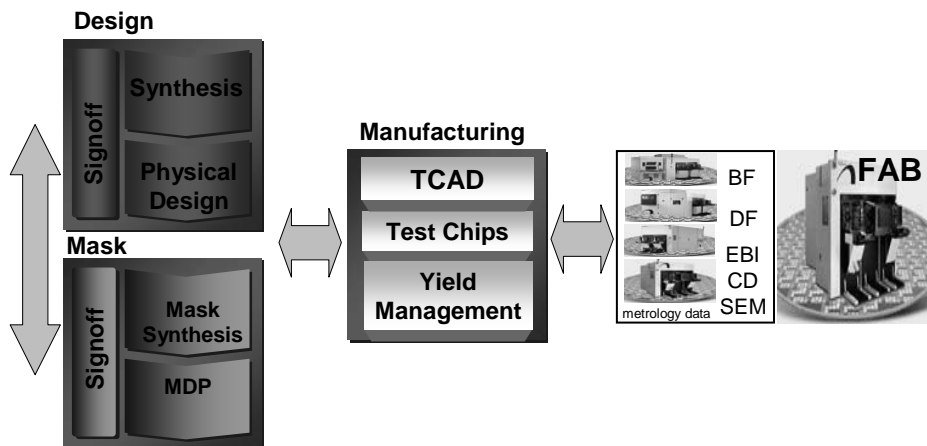 Design
Signoff
Synthesis
Physical
Design
Mask
Signoff
Mask
Synthesis
MDP
Manufacturing
TCAD
Test Chips
Yield
Management
BF
DF
EBI
CD
SEM
metrology data
FAB